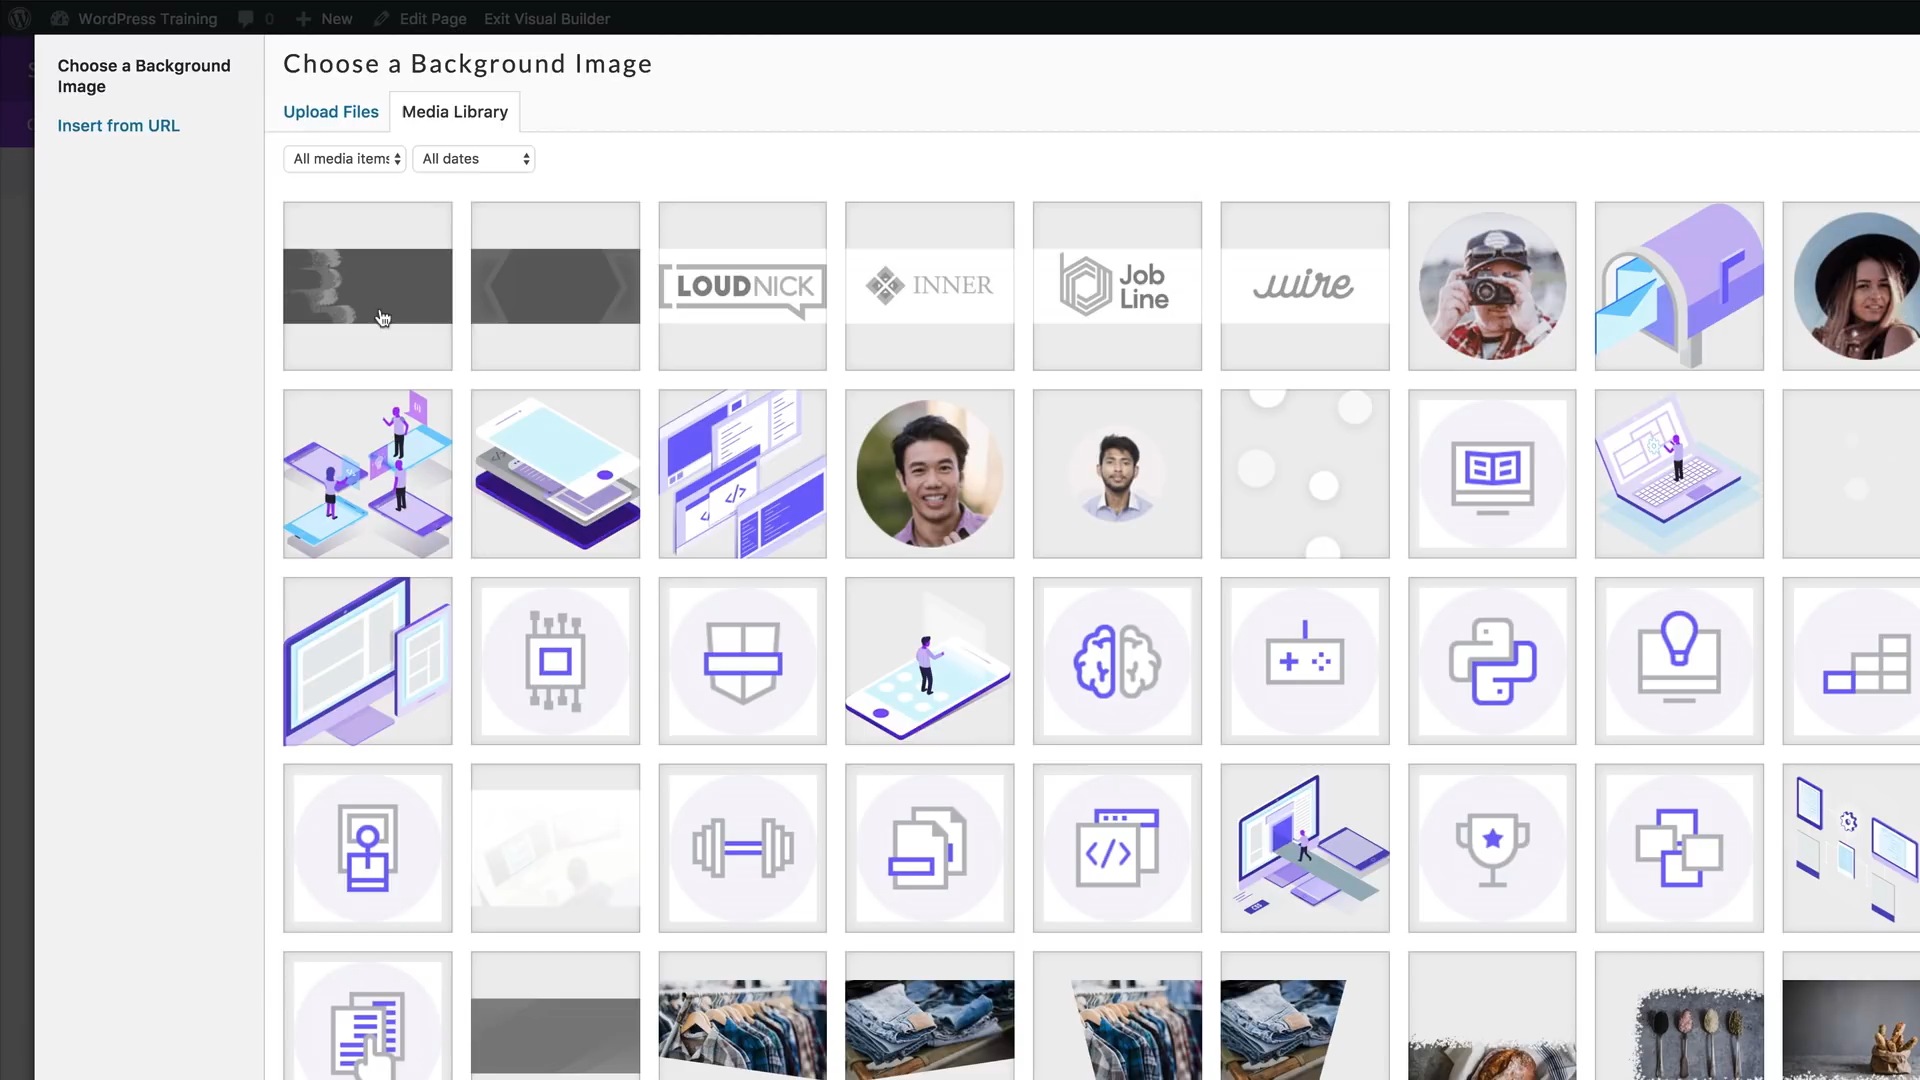 WordPress Training 0 New Edit Page Exit Visual Builder
Choose a Background Image
Insert from URL
Choose a Background Image
Upload Files Media Library
All media items All dates
LOUDNICK
INNER
Job Line
wire